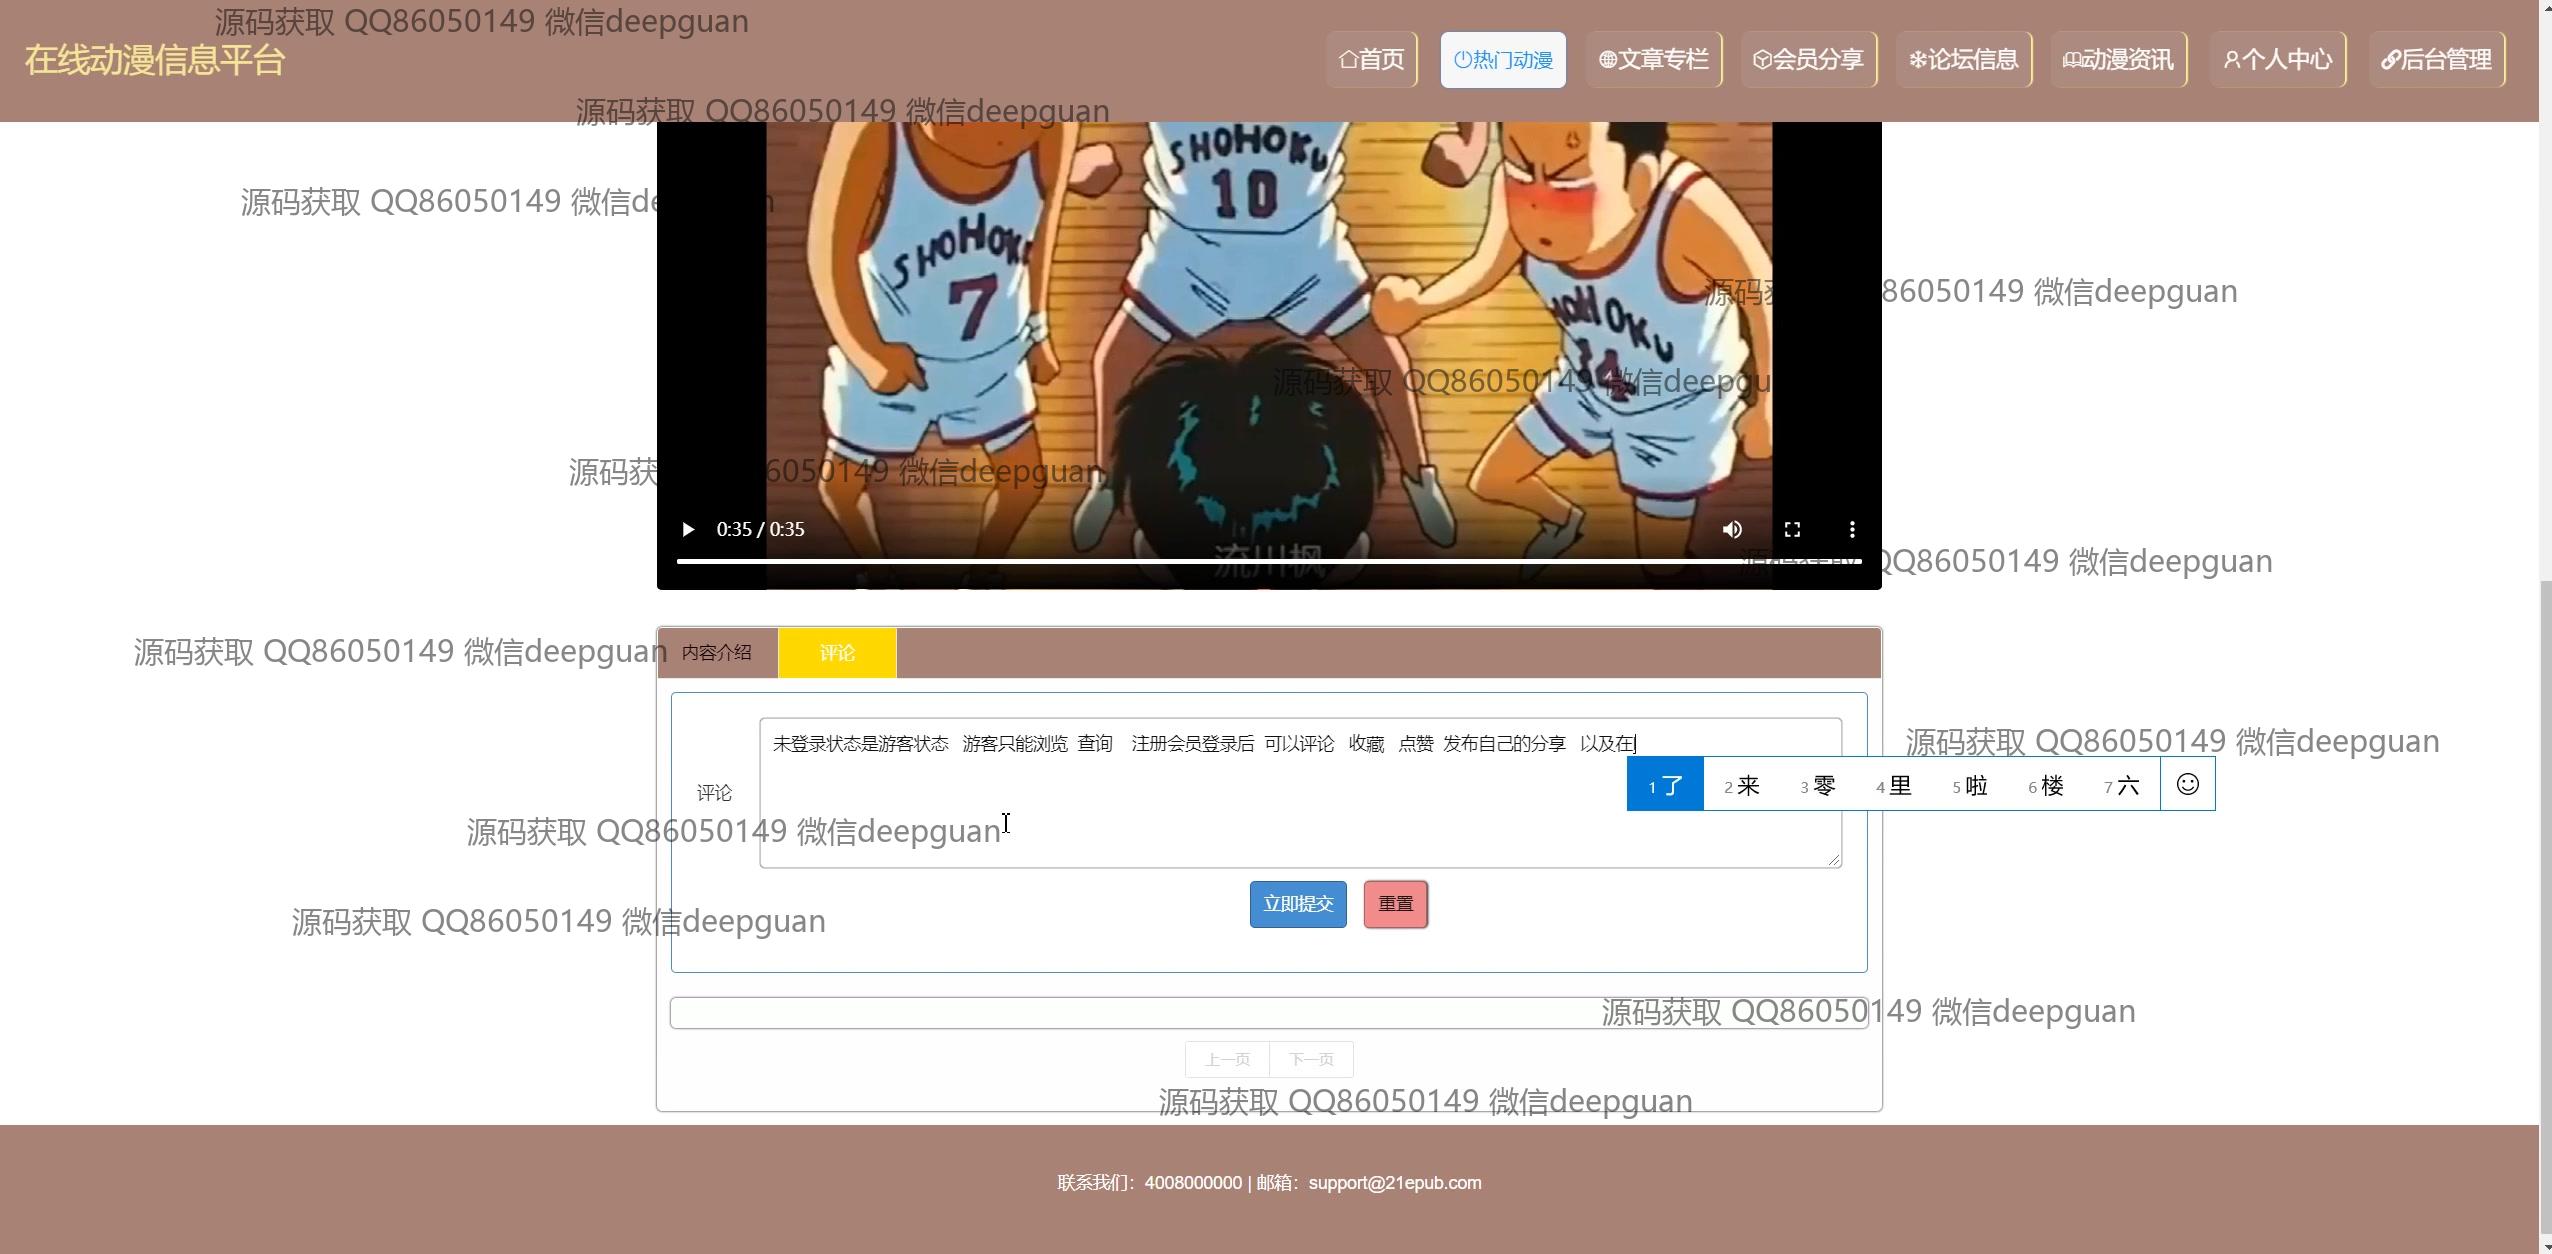 源码获取 QQ86050149 微信deepguan
在线动漫信息平台
首页 热门动漫 文章专栏 会员分享 论坛信息 动漫资讯 个人中心 后台管理
源码获取 QQ86050149 微信deepguan
SHOHOKU
10
源码获取 QQ86050149 微信de
SHOHOKU
7
源码 86050149 微信deepguan
SHOHOKU
14
源码获取 QQ86050149 微信deepgu
源码获 6050149 微信deepguan
0:35 / 0:35
流川枫
源码获取 QQ86050149 微信deepguan
源码获取 QQ86050149 微信deepguan
内容介绍 评论
未登录状态是游客状态 游客只能浏览 查询 注册会员登录后 可以评论 收藏 点赞 发布自己的分享 以及在l
源码获取 QQ86050149 微信deepguan
1 了 2 来 3 零 4 里 5 啦 6 楼 7 六
评论
源码获取 QQ86050149 微信deepguan
立即提交 重置
源码获取 QQ86050149 微信deepguan
源码获取 QQ86050149 微信deepguan
上一页 下一页
源码获取 QQ86050149 微信deepguan
联系我们：4008000000 | 邮箱：support@21epub.com